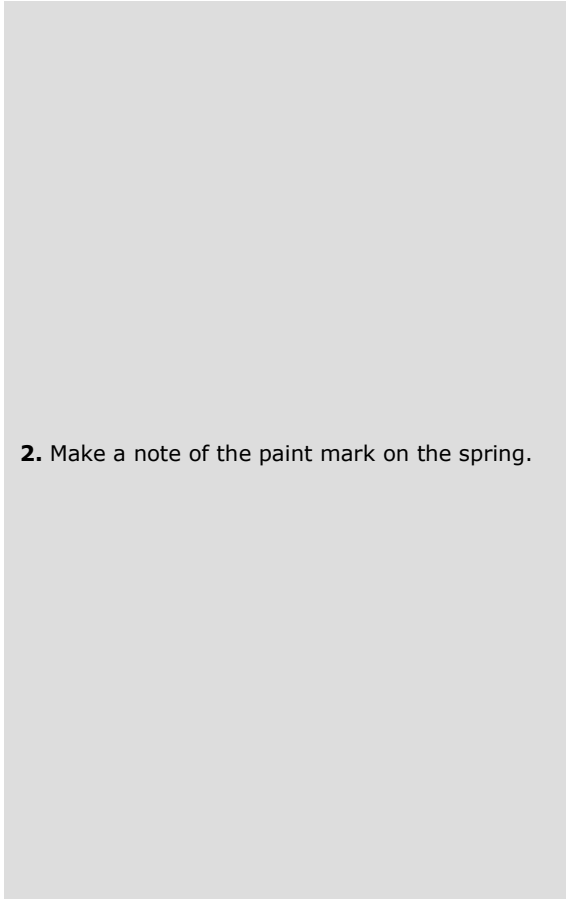 2. Make a note of the paint mark on the spring.